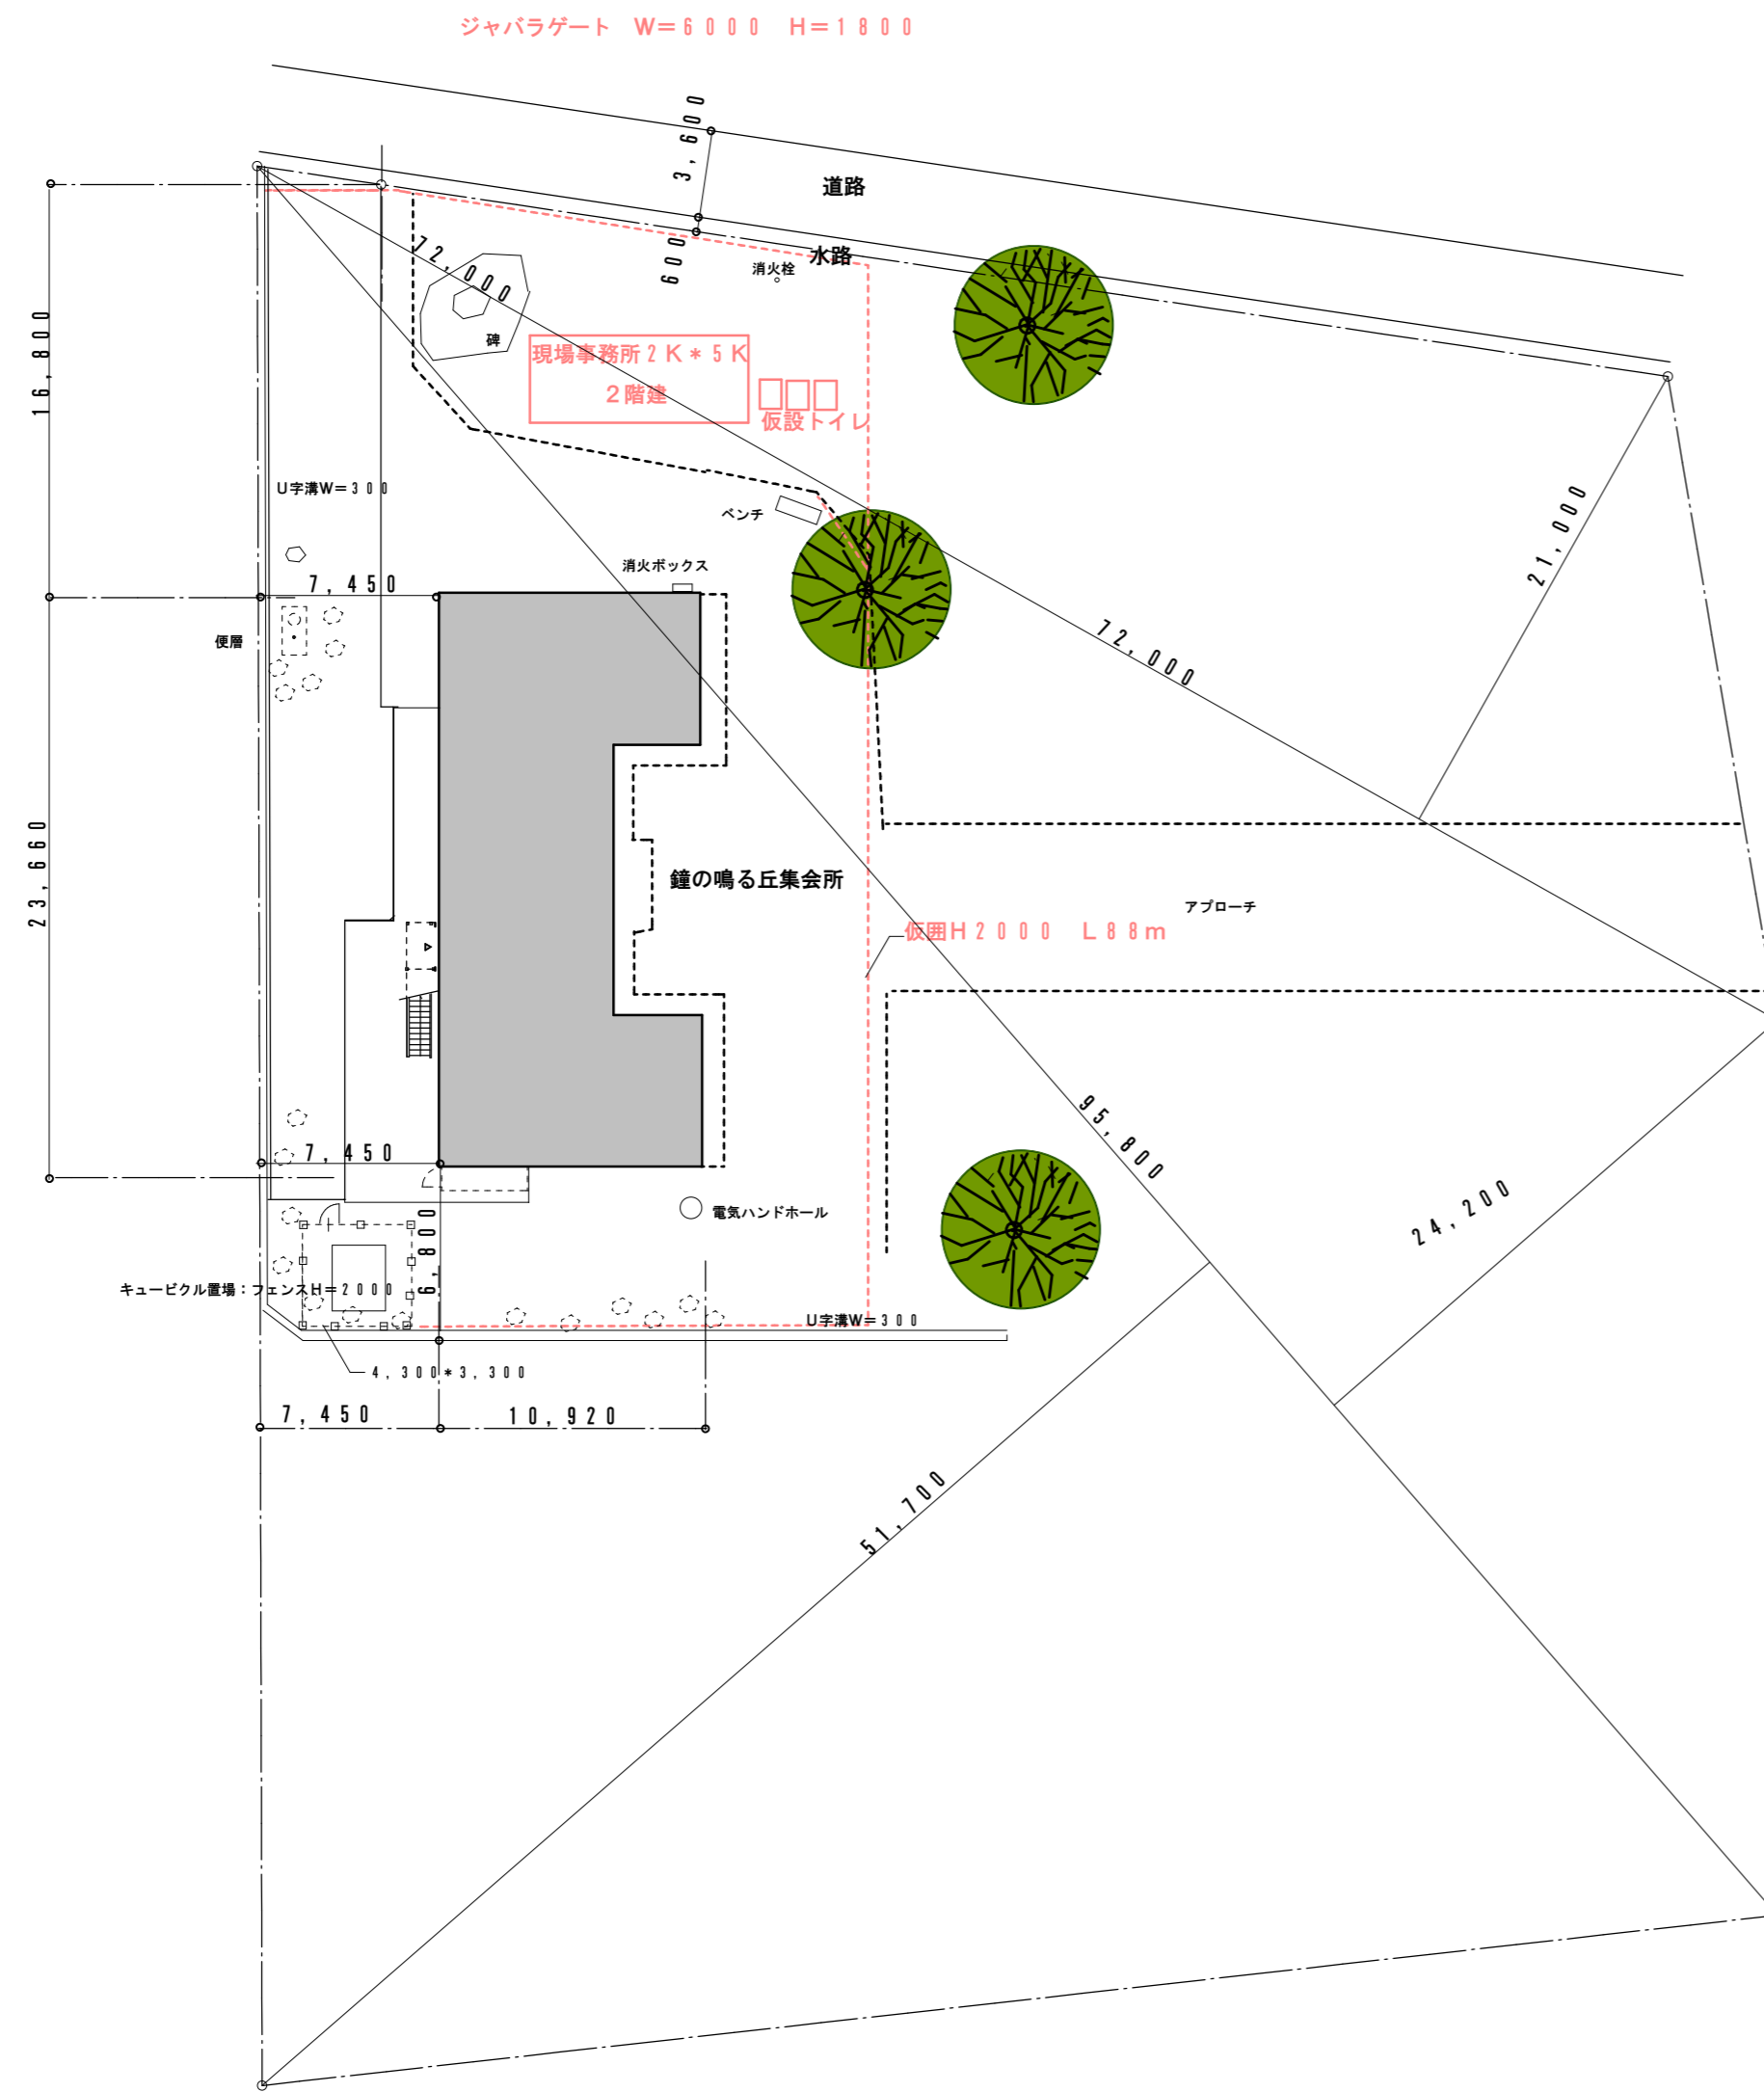 ジャバラゲート　W＝６０００　H＝１８００
３,６００
道路
６００
水路
消火栓
７２,０００
碑
現場事務所２K＊５K
２階建
仮設トイレ
１６,８００
U字溝W＝３００
ベンチ
２１,０００
消火ボックス
７,４５０
便層
７２,０００
２３,６６０
鐘の鳴る丘集会所
アプローチ
仮囲H２０００　L８８m
９５,８００
７,４５０
２４,２００
６,８００
電気ハンドホール
キュービクル置場：フェンスH＝２０００
U字溝W＝３００
４,３００＊３,３００
７,４５０
１０,９２０
５１,７００